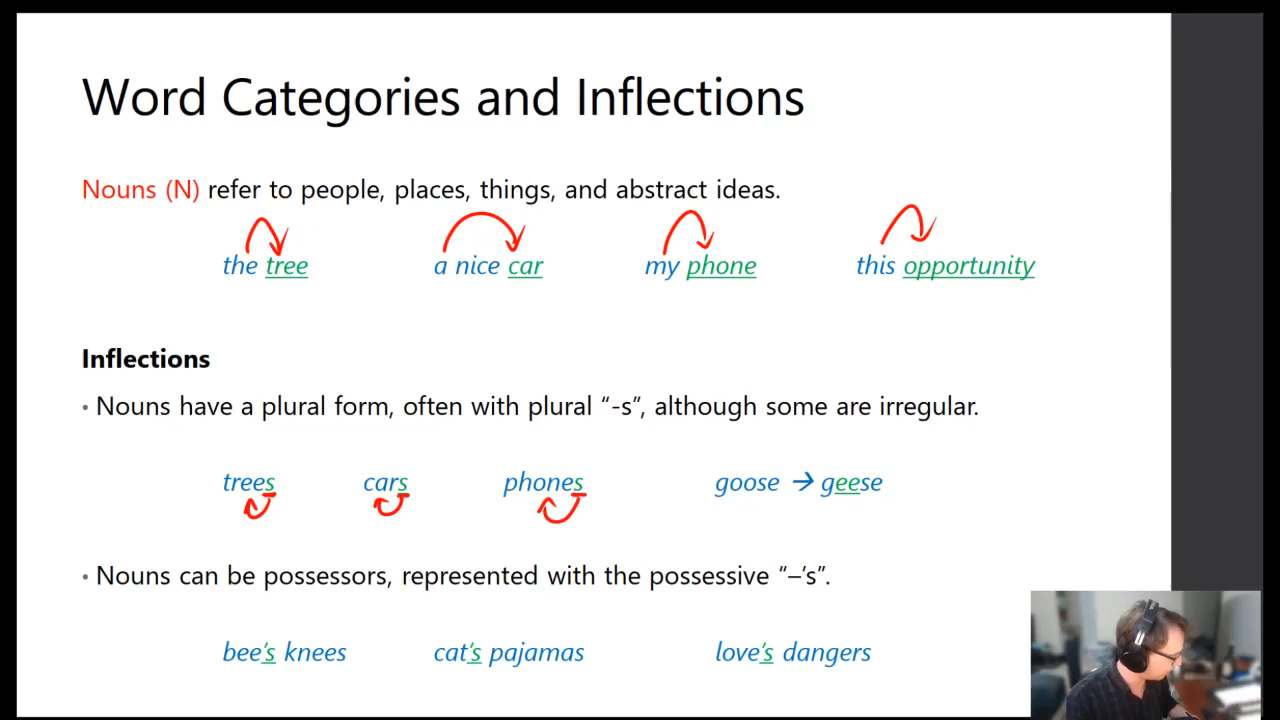 Word Categories and Inflections
Nouns (N) refer to people, places, things, and abstract ideas.
the tree a nice car my phone this opportunity
Inflections
• Nouns have a plural form, often with plural “-s”, although some are irregular.
trees cars phones goose → geese
• Nouns can be possessors, represented with the possessive “–’s”.
bee’s knees cat’s pajamas love’s dangers